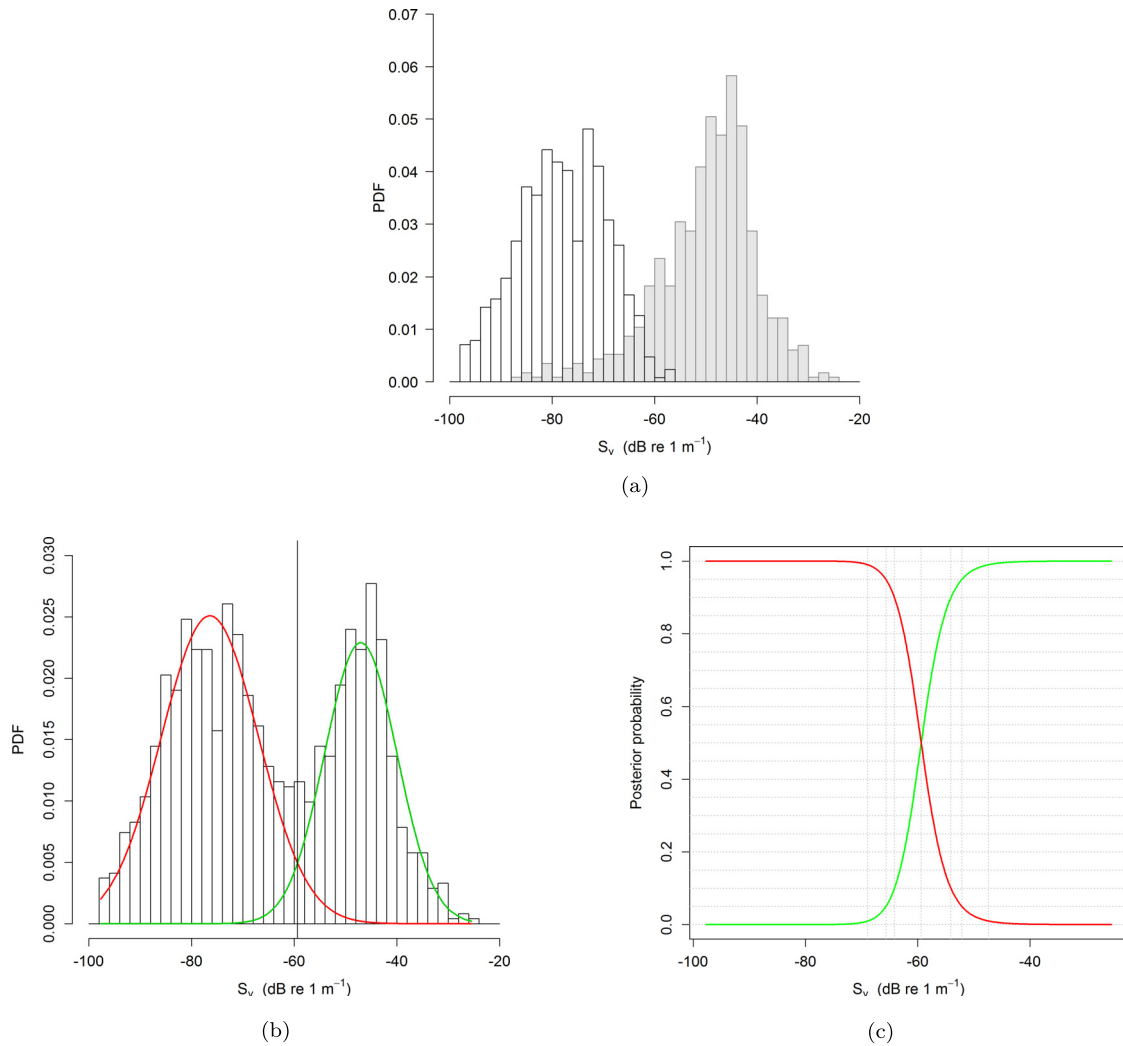 0.07
0.06
0.05
0.04
0.03
0.02
0.01
0.00
PDF
-100 -80 -60 -40 -20
Sᵥ (dB re 1 m⁻¹)
(a)
0.030
0.025
0.020
0.015
0.010
0.005
0.000
PDF
-100 -80 -60 -40 -20
Sᵥ (dB re 1 m⁻¹)
(b)
1.0
0.8
0.6
0.4
0.2
0.0
Posterior probability
-100 -80 -60 -40
Sᵥ (dB re 1 m⁻¹)
(c)